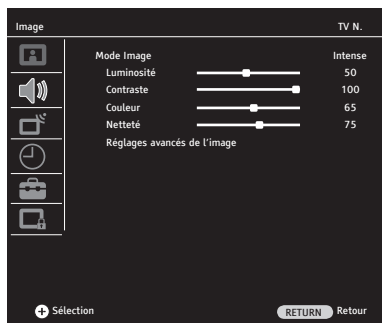 Image TV N.
Mode Image Intense
Luminosité 50
Contraste 100
Couleur 65
Netteté 75
Réglages avancés de l'image
Sélection RETURN Retour